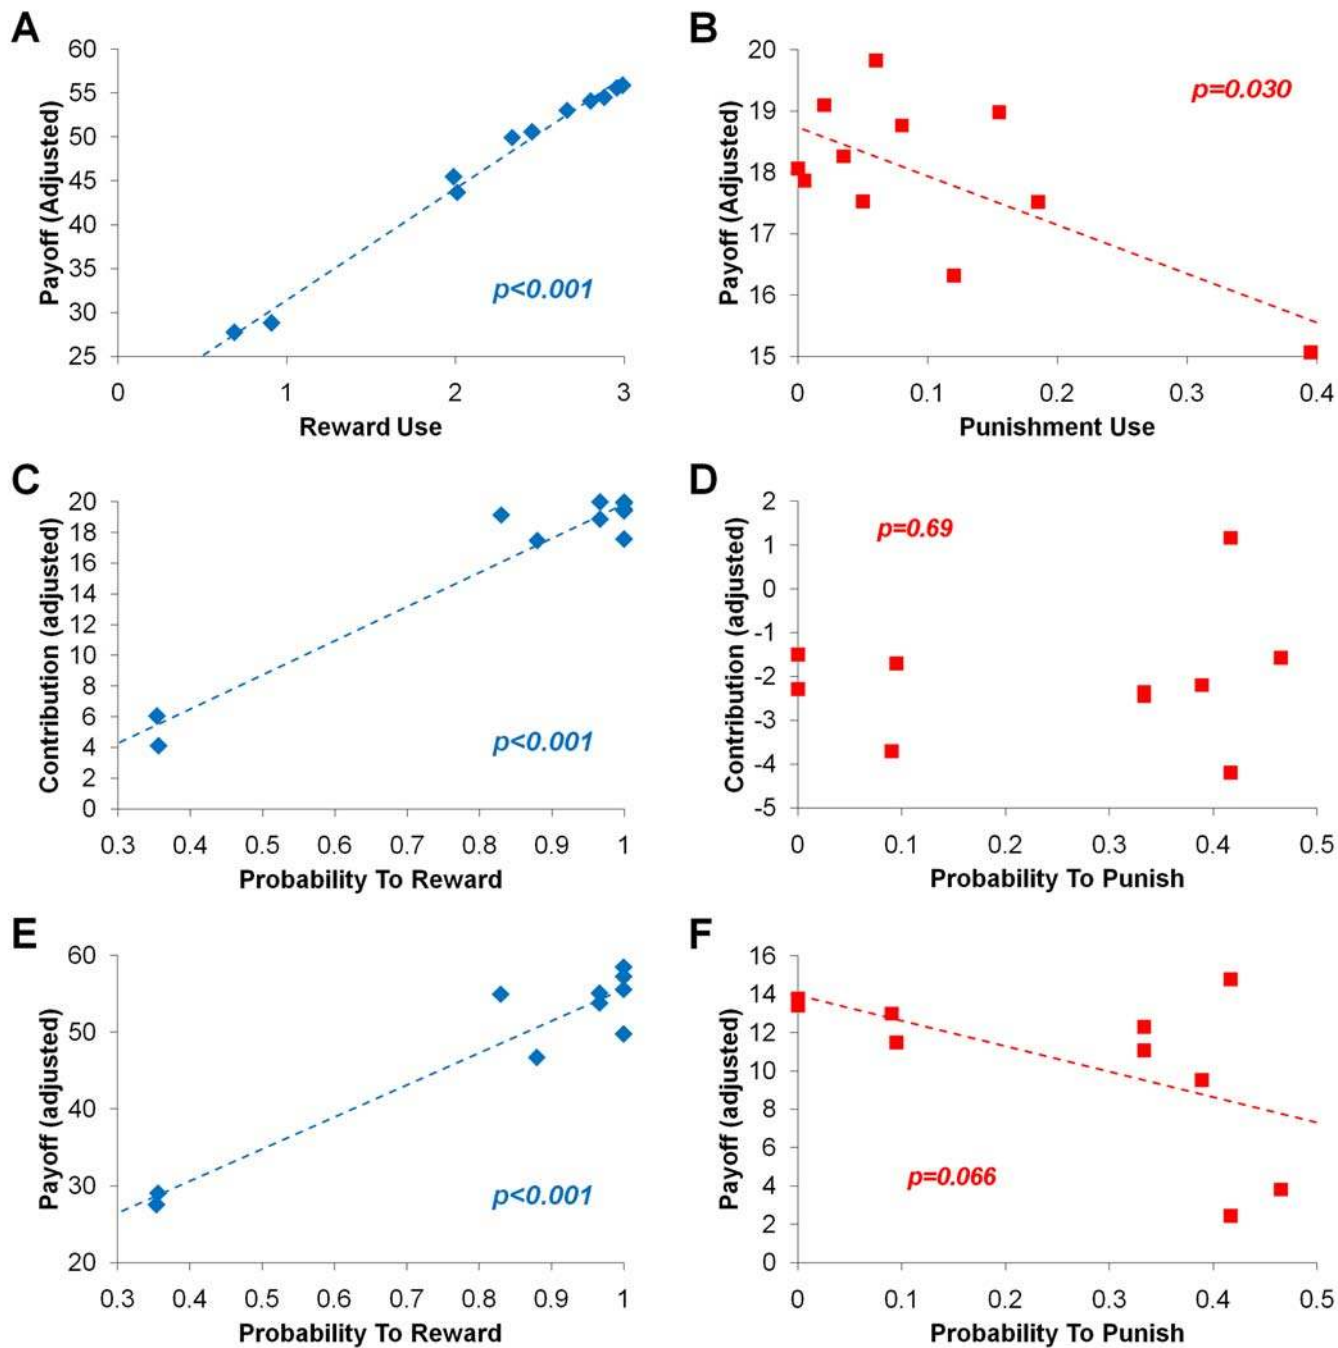 A
Payoff (Adjusted)
60
55
50
45
40
35
30
25
p<0.001
0 1 2 3
Reward Use
B
Payoff (Adjusted)
20
19
18
17
16
15
p=0.030
0 0.1 0.2 0.3 0.4
Punishment Use
C
Contribution (adjusted)
20
18
16
14
12
10
8
6
4
2
0
p<0.001
0.3 0.4 0.5 0.6 0.7 0.8 0.9 1
Probability To Reward
D
Contribution (adjusted)
2
1
0
-1
-2
-3
-4
-5
p=0.69
0 0.1 0.2 0.3 0.4 0.5
Probability To Punish
E
Payoff (adjusted)
60
50
40
30
20
p<0.001
0.3 0.4 0.5 0.6 0.7 0.8 0.9 1
Probability To Reward
F
Payoff (adjusted)
16
14
12
10
8
6
4
2
0
p=0.066
0 0.1 0.2 0.3 0.4 0.5
Probability To Punish